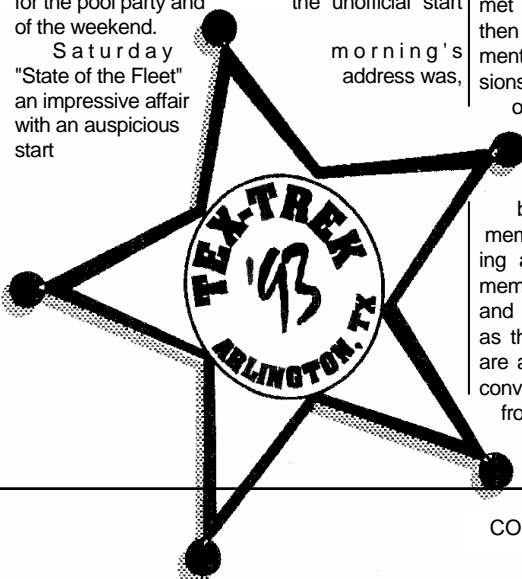 for the pool party and
of the weekend.
Saturday
"State of the Fleet"
an impressive affair
with an auspicious
start
the unofficial start
morning's
address was,
met
then
ment
sions
o
b
mem
ing a
mem
and
as th
are a
conv
fro
TEX-TREK
'93
ARLINGTON, TX
CO